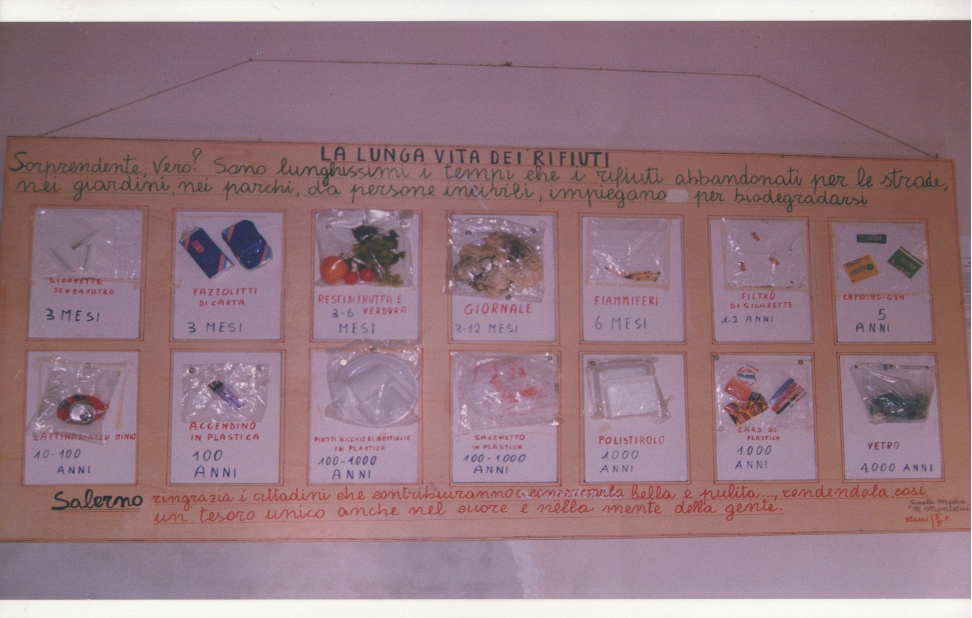 LA LUNGA VITA DEI RIFIUTI
Sorprendente, Vero? Sono lunghissimi i tempi che i rifiuti abbandonati per le strade,
nei giardini, nei parchi, da persone incivili, impiegano per biodegradarsi
SIGARETTE
SENZA FILTRO
3 MESI
FAZZOLETTI
DI CARTA
3 MESI
RESTI DI FRUTTA E
VERDURA
3-6
MESI
GIORNALE
3-12 MESI
FIAMMIFERI
6 MESI
FILTRO
DI SIGARETTE
1-2 ANNI
CHEWING-GUM
5
ANNI
LATTINA
10-100
ANNI
ACCENDINO
IN PLASTICA
100
ANNI
PIATTI BICCHIERI BOTTIGLIE
IN PLASTICA
100-1.000
ANNI
SACCHETTO
IN PLASTICA
100-1.000
ANNI
POLISTIROLO
1.000
ANNI
CARD DI
PLASTICA
1.000
ANNI
VETRO
4000 ANNI
Salerno ringrazia i cittadini che contribuiranno bella e pulita..., rendendola, così,
un tesoro unico anche nel cuore e nella mente della gente.
Scuola Media